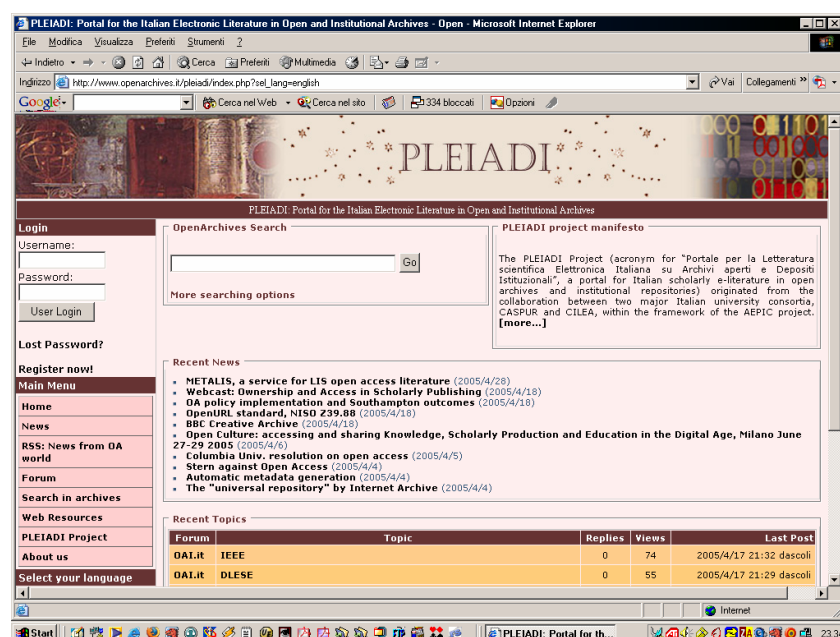 PLEIADI: Portal for the Italian Electronic Literature in Open and Institutional Archives - Open - Microsoft Internet Explorer
File Modifica Visualizza Preferiti Strumenti ?
Indietro Cerca Preferiti Multimedia
Indirizzo http://www.openarchives.it/pleiadi/index.php?sel_lang=english Vai Collegamenti »
Google Cerca nel Web Cerca nel sito 334 bloccati Opzioni
PLEIADI
PLEIADI: Portal for the Italian Electronic Literature in Open and Institutional Archives
Login
Username:
Password:
User Login
Lost Password?
Register now!
Main Menu
Home
News
RSS: News from OA
world
Forum
Search in archives
Web Resources
PLEIADI Project
About us
Select your language
OpenArchives Search
Go
More searching options
PLEIADI project manifesto
The PLEIADI Project (acronym for "Portale per la Letteratura
scientifica Elettronica Italiana su Archivi aperti e Depositi
Istituzionali", a portal for Italian scholarly e-literature in open
archives and institutional repositories) originated from the
collaboration between two major Italian university consortia,
CASPUR and CILEA, within the framework of the AEPIC project.
[more...]
Recent News
METALIS, a service for LIS open access literature (2005/4/28)
Webcast: Ownership and Access in Scholarly Publishing (2005/4/18)
OA policy implementation and Southampton outcomes (2005/4/18)
OpenURL standard, NISO 239.88 (2005/4/18)
BBC Creative Archive (2005/4/18)
Open Culture: accessing and sharing Knowledge, Scholarly Production and Education in the Digital Age, Milano June
27-29 2005 (2005/4/6)
Columbia Univ. resolution on open access (2005/4/5)
Stern against Open Access (2005/4/4)
Automatic metadata generation (2005/4/4)
The "universal repository" by Internet Archive (2005/4/4)
Recent Topics
Forum Topic Replies Views Last Post
OAI.it IEEE 0 74 2005/4/17 21:32 dascoli
OAI.it DLESE 0 55 2005/4/17 21:29 dascoli
Internet
Start PLEIADI: Portal for th...